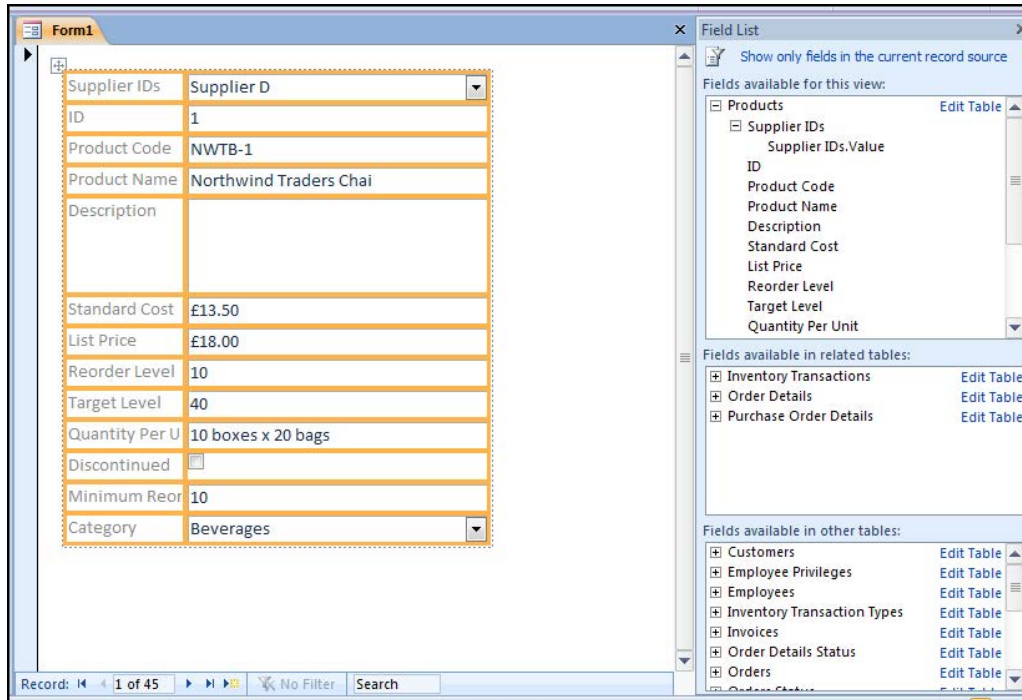 Form1
Supplier IDs Supplier D
ID 1
Product Code NWTB-1
Product Name Northwind Traders Chai
Description
Standard Cost £13.50
List Price £18.00
Reorder Level 10
Target Level 40
Quantity Per U 10 boxes x 20 bags
Discontinued
Minimum Reor 10
Category Beverages
Record: 1 of 45 No Filter Search
Field List
Show only fields in the current record source
Fields available for this view:
Products Edit Table
Supplier IDs
Supplier IDs.Value
ID
Product Code
Product Name
Description
Standard Cost
List Price
Reorder Level
Target Level
Quantity Per Unit
Fields available in related tables:
Inventory Transactions Edit Table
Order Details Edit Table
Purchase Order Details Edit Table
Fields available in other tables:
Customers Edit Table
Employee Privileges Edit Table
Employees Edit Table
Inventory Transaction Types Edit Table
Invoices Edit Table
Order Details Status Edit Table
Orders Edit Table